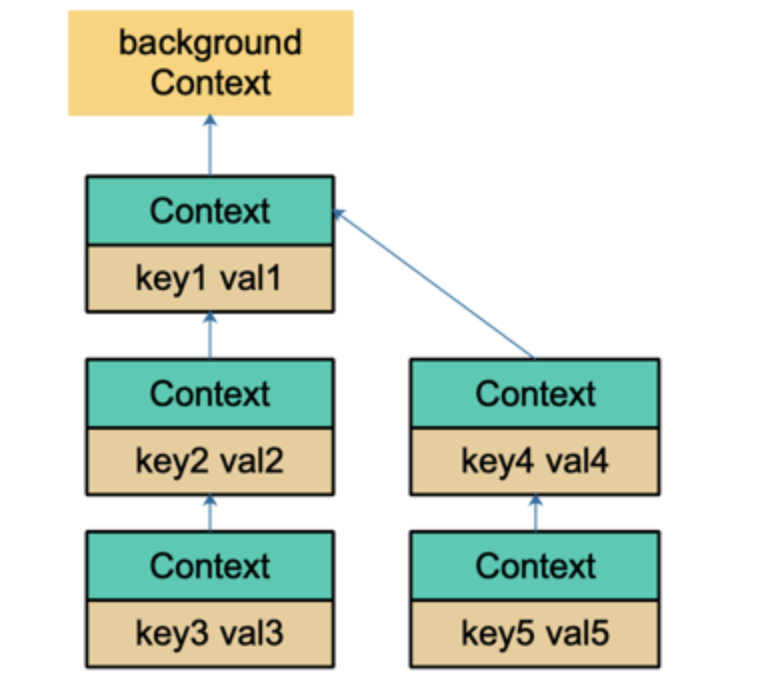 background
Context
Context
key1 val1
Context
key2 val2
Context
key4 val4
Context
key3 val3
Context
key5 val5